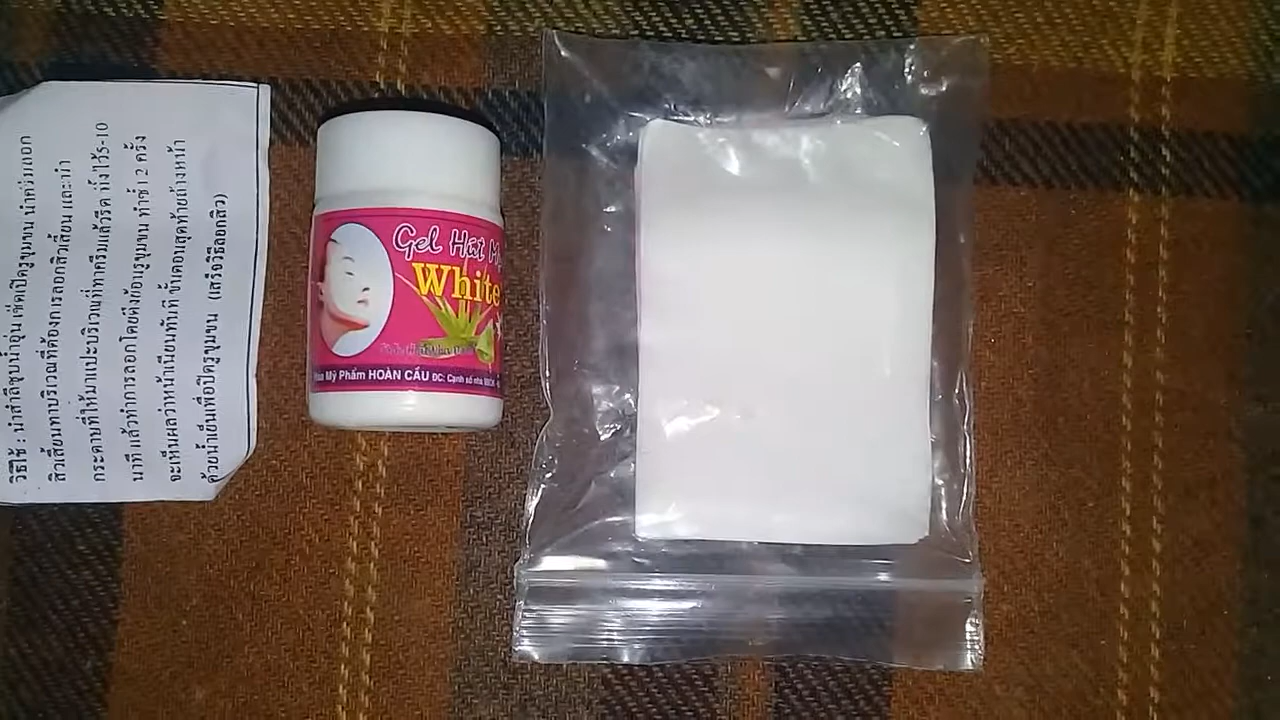 วิธีใช้ : นำสำลีชุบน้ำอุ่น เช็ดเปิดรูขุมขน นำครีมลอก
สิวเสี้ยนทาบริเวณที่ต้องการลอกสิวเสี้ยน และนำ
กระดาษที่ให้มาแปะบริเวณที่ทาครีมแล้วรีด ทิ้งไว้5-10
นาที แล้วทำการลอกโดยดึงย้อนรูขุมขน ทำซ้ำ 1-2 ครั้ง
จะเห็นผลว่าหน้าเนียนทันที ขั้นตอนสุดท้ายล้างหน้า
ด้วยน้ำเย็นเพื่อปิดรูขุมขน (เสร็จวิธีลอกสิว)
Gel Hút
White
Mỹ Phẩm HOÀN CẦU ĐC: Cạnh số nhà